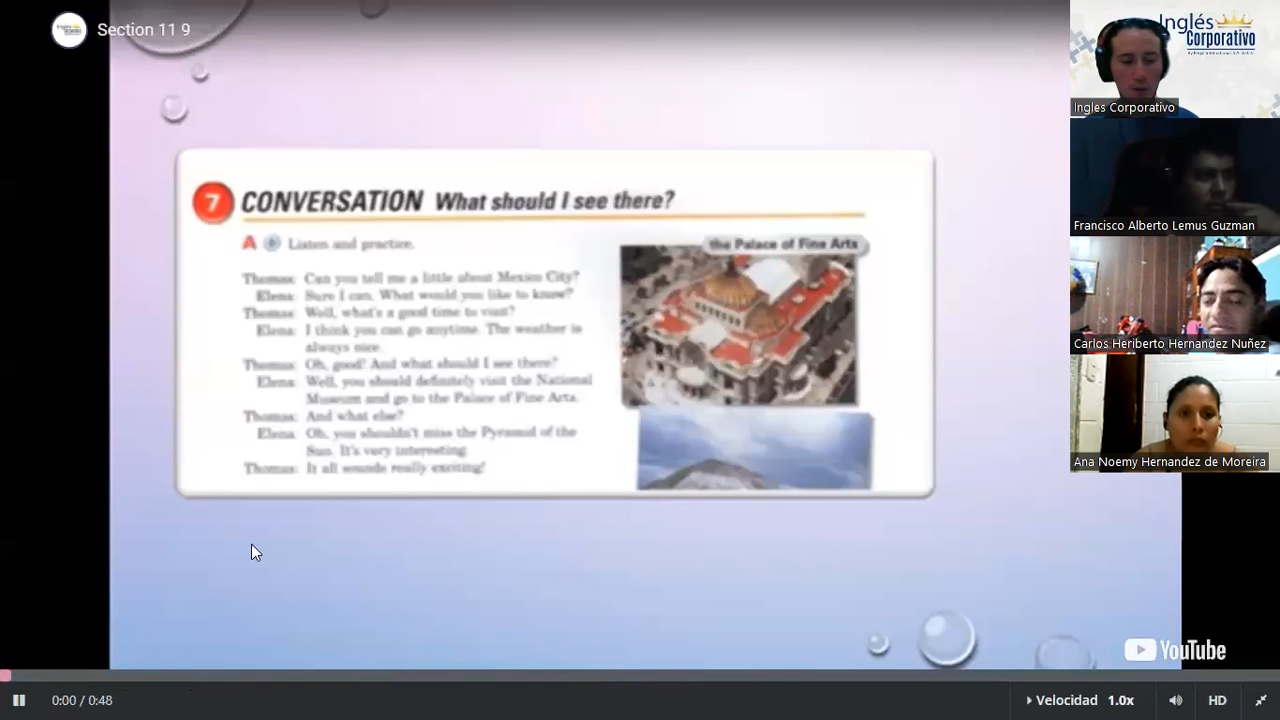 Section 11 9
Inglés
Corporativo
Ingles Corporativo
Francisco Alberto Lemus Guzman
Carlos Heriberto Hernandez Nuñez
Ana Noemy Hernandez de Moreira
7 CONVERSATION What should I see there?
A Listen and practice.
the Palace of Fine Arts
Thomas: Can you tell me a little about Mexico City?
Elena: Sure I can. What would you like to know?
Thomas: Well, what's a good time to visit?
Elena: I think you can go anytime. The weather is
always nice.
Thomas: Oh, good! And what should I see there?
Elena: Well, you should definitely visit the National
Museum and go to the Palace of Fine Arts.
Thomas: And what else?
Elena: Oh, you shouldn't miss the Pyramid of the
Sun. It's very interesting.
Thomas: It all sounds really exciting!
YouTube
0:00 / 0:48
Velocidad 1.0x
HD